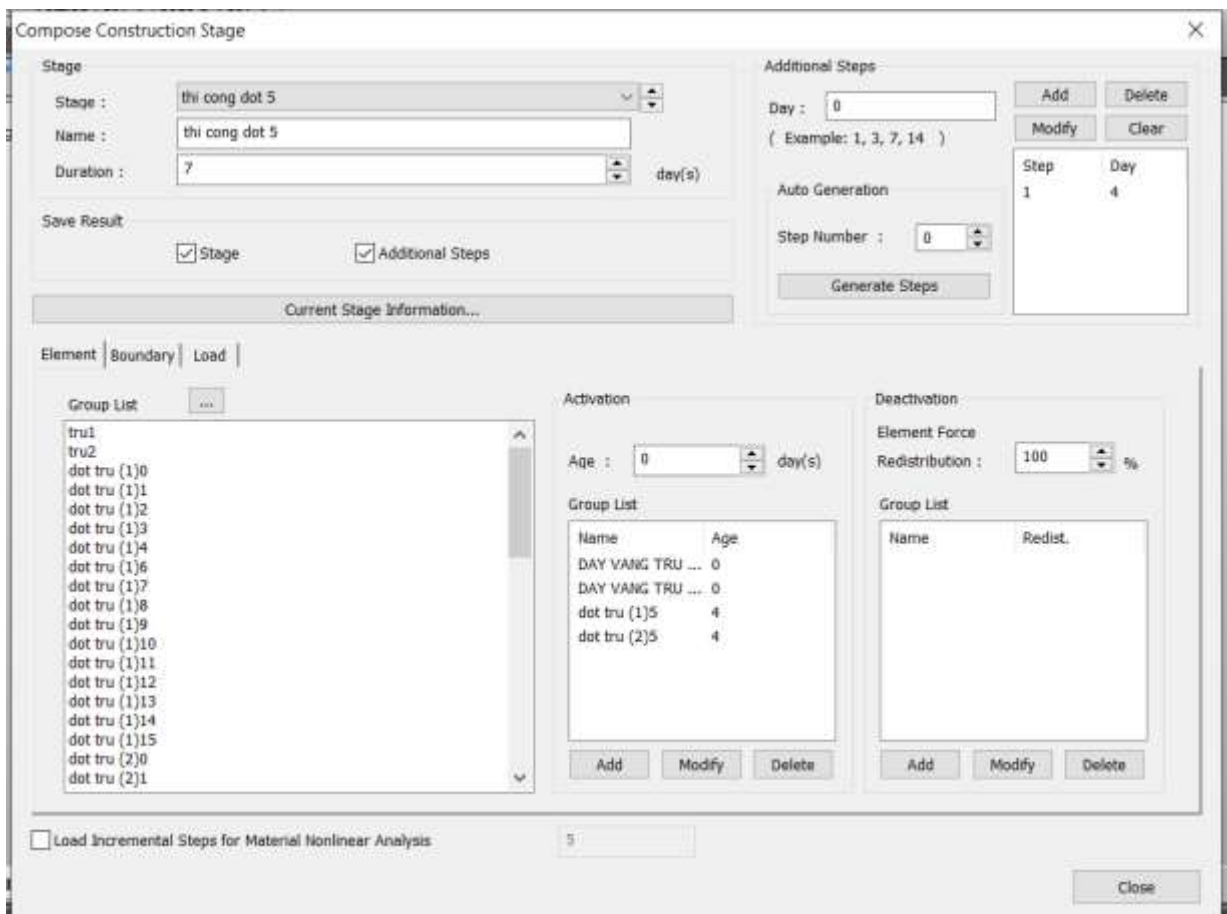 Compose Construction Stage
Stage
Stage :
thi cong dot 5
Name :
thi cong dot 5
Duration :
7
day(s)
Save Result
Stage
Additional Steps
Current Stage Information...
Additional Steps
Day :
0
( Example: 1, 3, 7, 14 )
Add
Delete
Modify
Clear
Auto Generation
Step Number :
0
Generate Steps
Step Day
1 4
Element
Boundary
Load
Group List
...
tru1
tru2
dot tru (1)0
dot tru (1)1
dot tru (1)2
dot tru (1)3
dot tru (1)4
dot tru (1)6
dot tru (1)7
dot tru (1)8
dot tru (1)9
dot tru (1)10
dot tru (1)11
dot tru (1)12
dot tru (1)13
dot tru (1)14
dot tru (1)15
dot tru (2)0
dot tru (2)1
Activation
Age :
0
day(s)
Group List
Name Age
DAY VANG TRU ... 0
DAY VANG TRU ... 0
dot tru (1)5 4
dot tru (2)5 4
Add
Modify
Delete
Deactivation
Element Force
Redistribution :
100
%
Group List
Name Redist.
Add
Modify
Delete
Load Incremental Steps for Material Nonlinear Analysis
5
Close